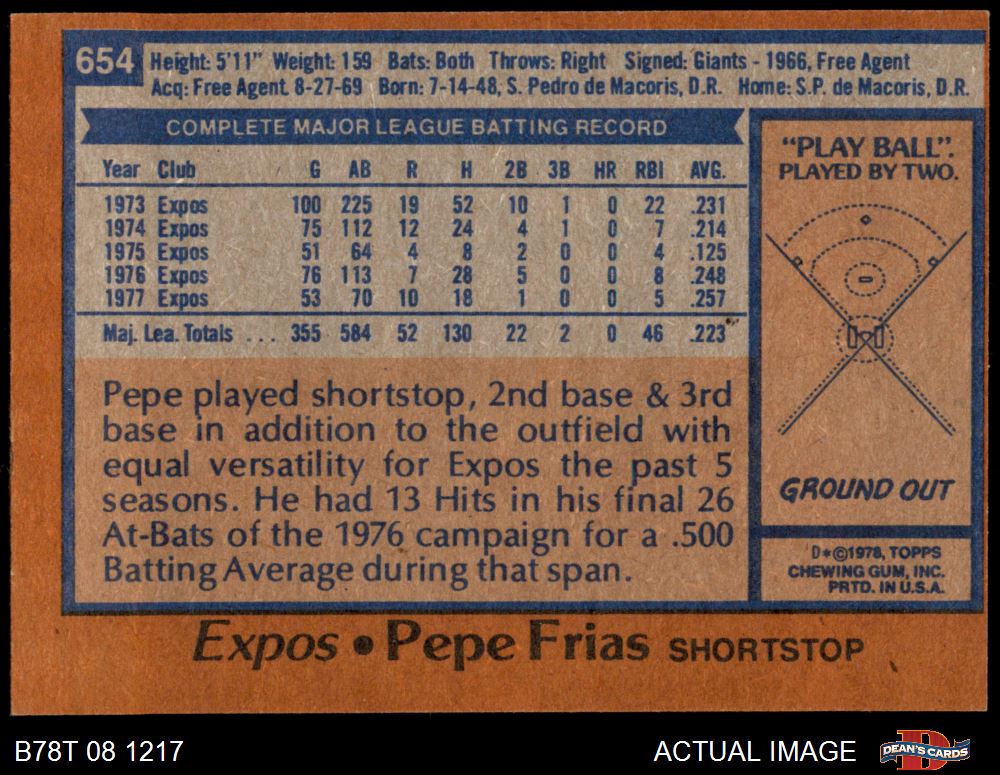 654
Height: 5'11" Weight: 159 Bats: Both Throws: Right Signed: Giants - 1966, Free Agent
Acq: Free Agent 8-27-69 Born: 7-14-48, S. Pedro de Macoris, D.R. Home: S.P. de Macoris, D.R.
COMPLETE MAJOR LEAGUE BATTING RECORD
Year Club G AB R H 2B 3B HR RBI AVG.
1973 Expos 100 225 19 52 10 1 0 22 .231
1974 Expos 75 112 12 24 4 1 0 7 .214
1975 Expos 51 64 4 8 2 0 0 4 .125
1976 Expos 76 113 7 28 5 0 0 8 .248
1977 Expos 53 70 10 18 1 0 0 5 .257
Maj. Lea. Totals . . . 355 584 52 130 22 2 0 46 .223
Pepe played shortstop, 2nd base & 3rd
base in addition to the outfield with
equal versatility for Expos the past 5
seasons. He had 13 Hits in his final 26
At-Bats of the 1976 campaign for a .500
Batting Average during that span.
"PLAY BALL".
PLAYED BY TWO.
GROUND OUT
D*©1978, TOPPS
CHEWING GUM, INC.
PRTD. IN U.S.A.
Expos • Pepe Frias SHORTSTOP
B78T 08 1217
ACTUAL IMAGE
D
DEAN'S CARDS